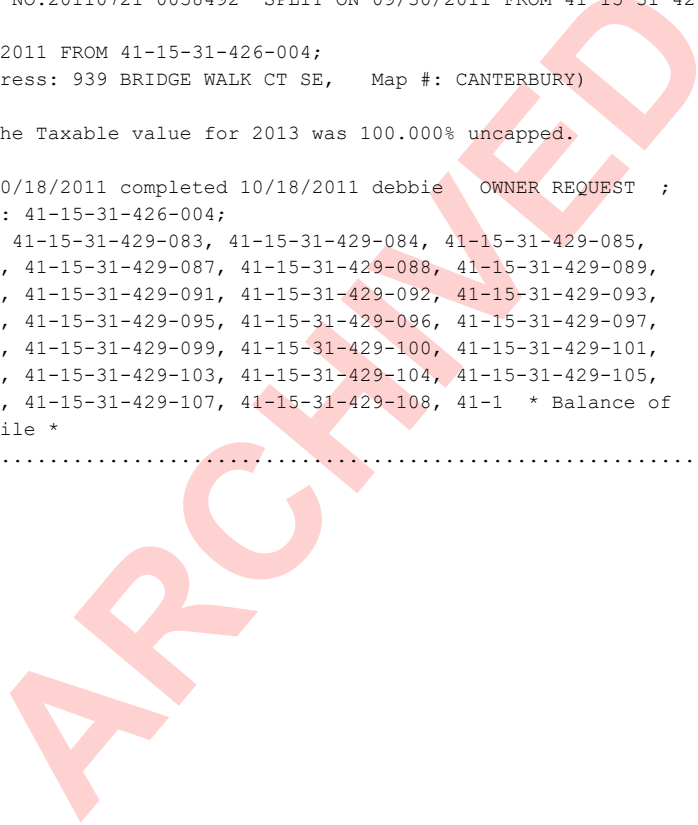 NO.20110721-0058492 SPLIT ON 09/30/2011 FROM 41-15-31-42
2011 FROM 41-15-31-426-004;
ress: 939 BRIDGE WALK CT SE, Map #: CANTERBURY)
he Taxable value for 2013 was 100.000% uncapped.
0/18/2011 completed 10/18/2011 debbie OWNER REQUEST ;
: 41-15-31-426-004;
41-15-31-429-083, 41-15-31-429-084, 41-15-31-429-085,
, 41-15-31-429-087, 41-15-31-429-088, 41-15-31-429-089,
, 41-15-31-429-091, 41-15-31-429-092, 41-15-31-429-093,
, 41-15-31-429-095, 41-15-31-429-096, 41-15-31-429-097,
, 41-15-31-429-099, 41-15-31-429-100, 41-15-31-429-101,
, 41-15-31-429-103, 41-15-31-429-104, 41-15-31-429-105,
, 41-15-31-429-107, 41-15-31-429-108, 41-1 * Balance of
ile *
.........................................................
ARCHIVED